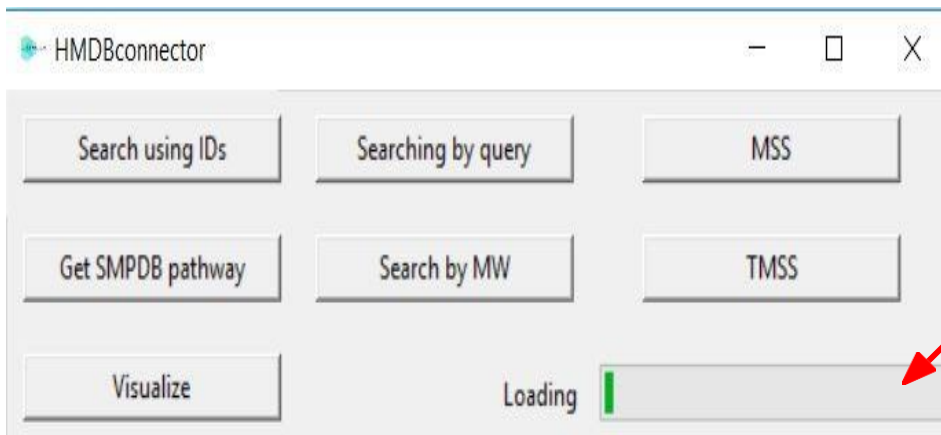 HMDBconnector
Search using IDs Searching by query MSS
Get SMPDB pathway Search by MW TMSS
Visualize Loading